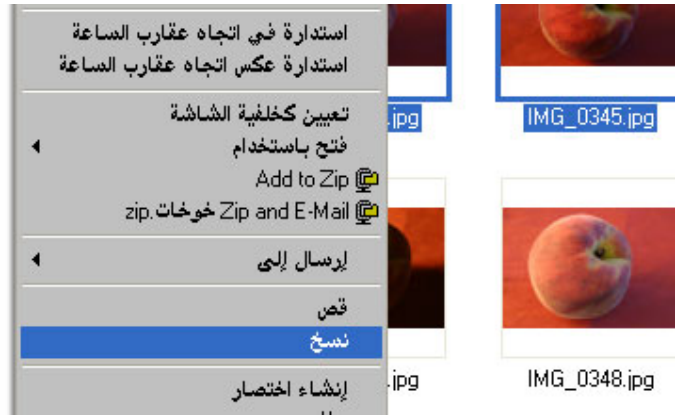 استدارة في اتجاه عقارب الساعة
استدارة عكس اتجاه عقارب الساعة
تعيين كخلفية الشاشة
فتح باستخدام
Add to Zip
Zip and E-Mail خوخات.zip
إرسال إلى
قص
نسخ
إنشاء اختصار
.jpg
IMG_0345.jpg
.jpg
IMG_0348.jpg